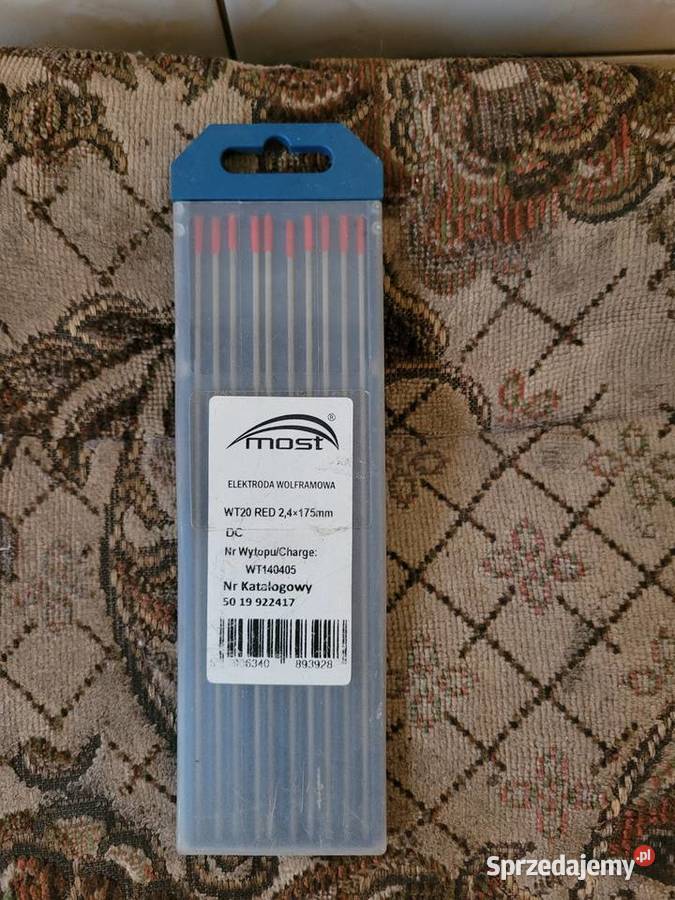 most®
ELEKTRODA WOLFRAMOWA
WT20 RED 2,4×175mm
DC
Nr Wytopu/Charge:
WT140405
Nr Katalogowy
50 19 922417
893928
Sprzedajemy.pl